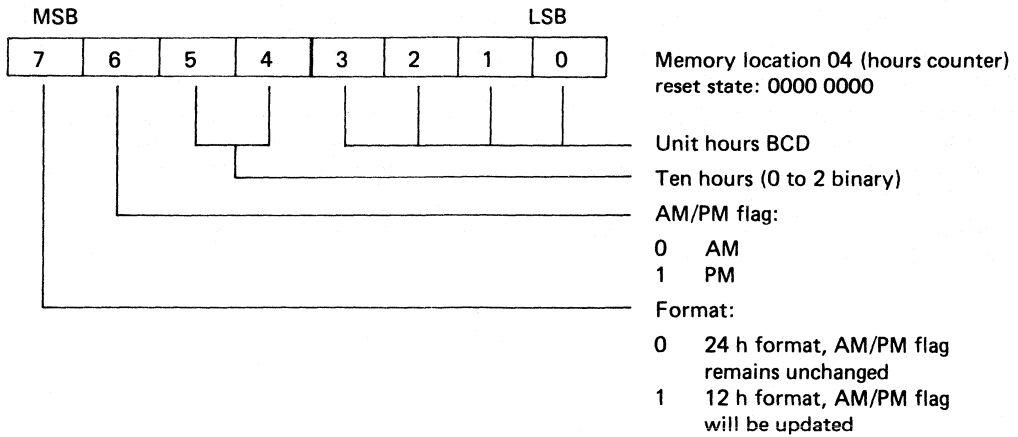 MSB LSB
7 6 5 4 3 2 1 0
Memory location 04 (hours counter)
reset state: 0000 0000
Unit hours BCD
Ten hours (0 to 2 binary)
AM/PM flag:
0 AM
1 PM
Format:
0 24 h format, AM/PM flag
remains unchanged
1 12 h format, AM/PM flag
will be updated